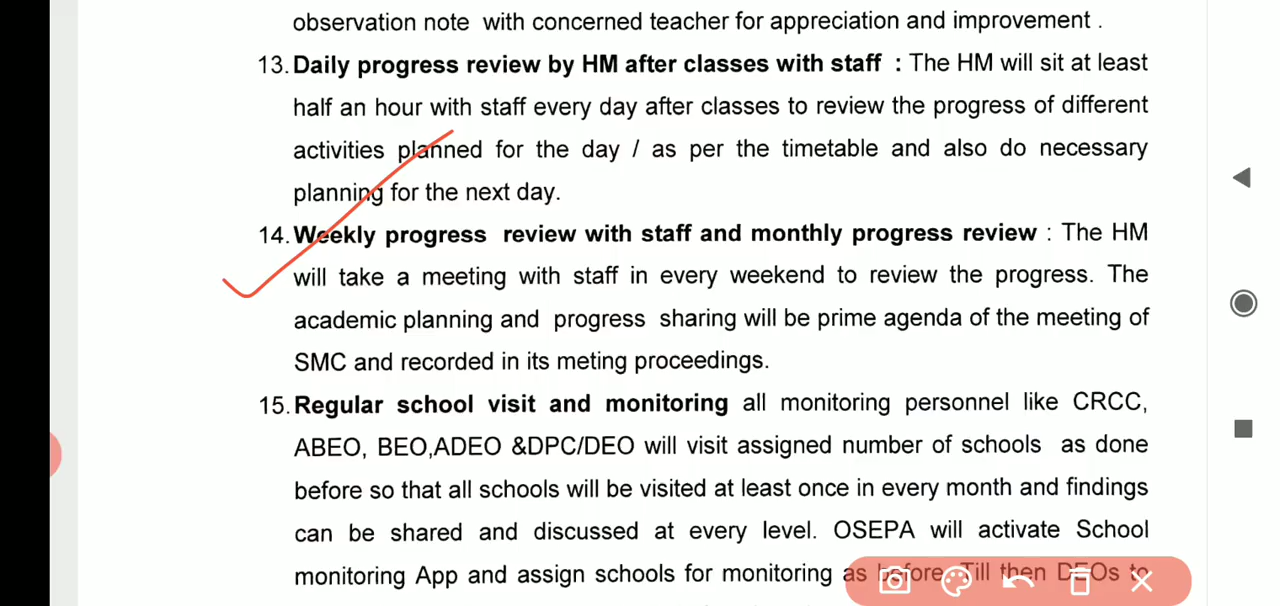 observation note with concerned teacher for appreciation and improvement .
13. Daily progress review by HM after classes with staff : The HM will sit at least
half an hour with staff every day after classes to review the progress of different
activities planned for the day / as per the timetable and also do necessary
planning for the next day.
14. Weekly progress review with staff and monthly progress review : The HM
will take a meeting with staff in every weekend to review the progress. The
academic planning and progress sharing will be prime agenda of the meeting of
SMC and recorded in its meting proceedings.
15. Regular school visit and monitoring all monitoring personnel like CRCC,
ABEO, BEO,ADEO &DPC/DEO will visit assigned number of schools as done
before so that all schools will be visited at least once in every month and findings
can be shared and discussed at every level. OSEPA will activate School
monitoring App and assign schools for monitoring as before. Till then DEOs to